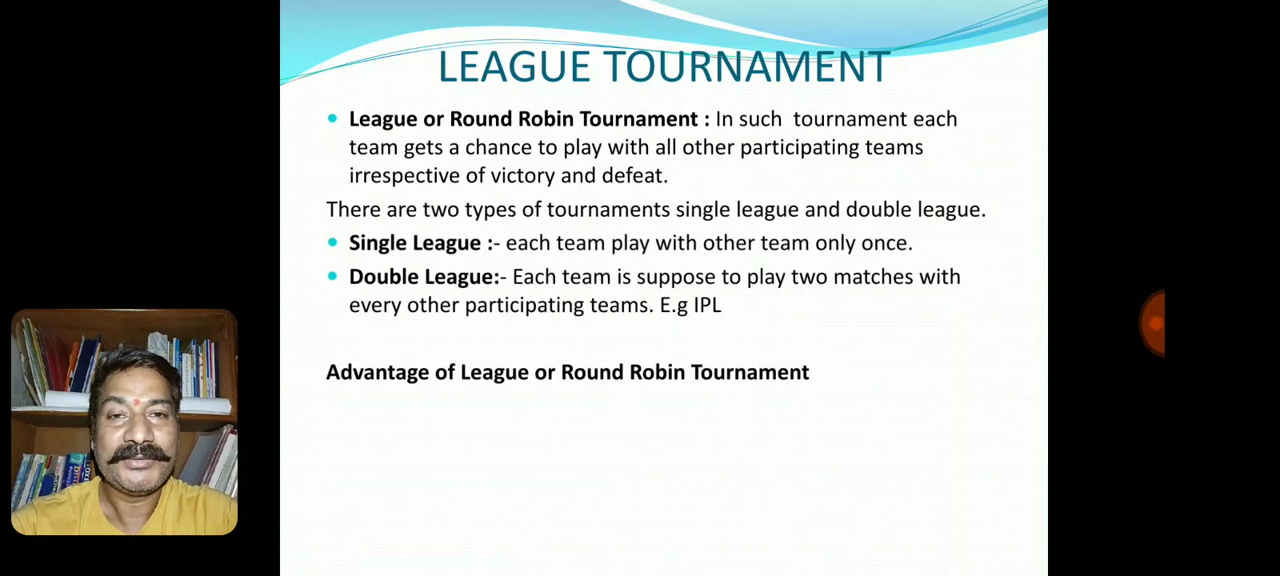 LEAGUE TOURNAMENT
League or Round Robin Tournament : In such tournament each
team gets a chance to play with all other participating teams
irrespective of victory and defeat.
There are two types of tournaments single league and double league.
Single League :- each team play with other team only once.
Double League:- Each team is suppose to play two matches with
every other participating teams. E.g IPL
Advantage of League or Round Robin Tournament